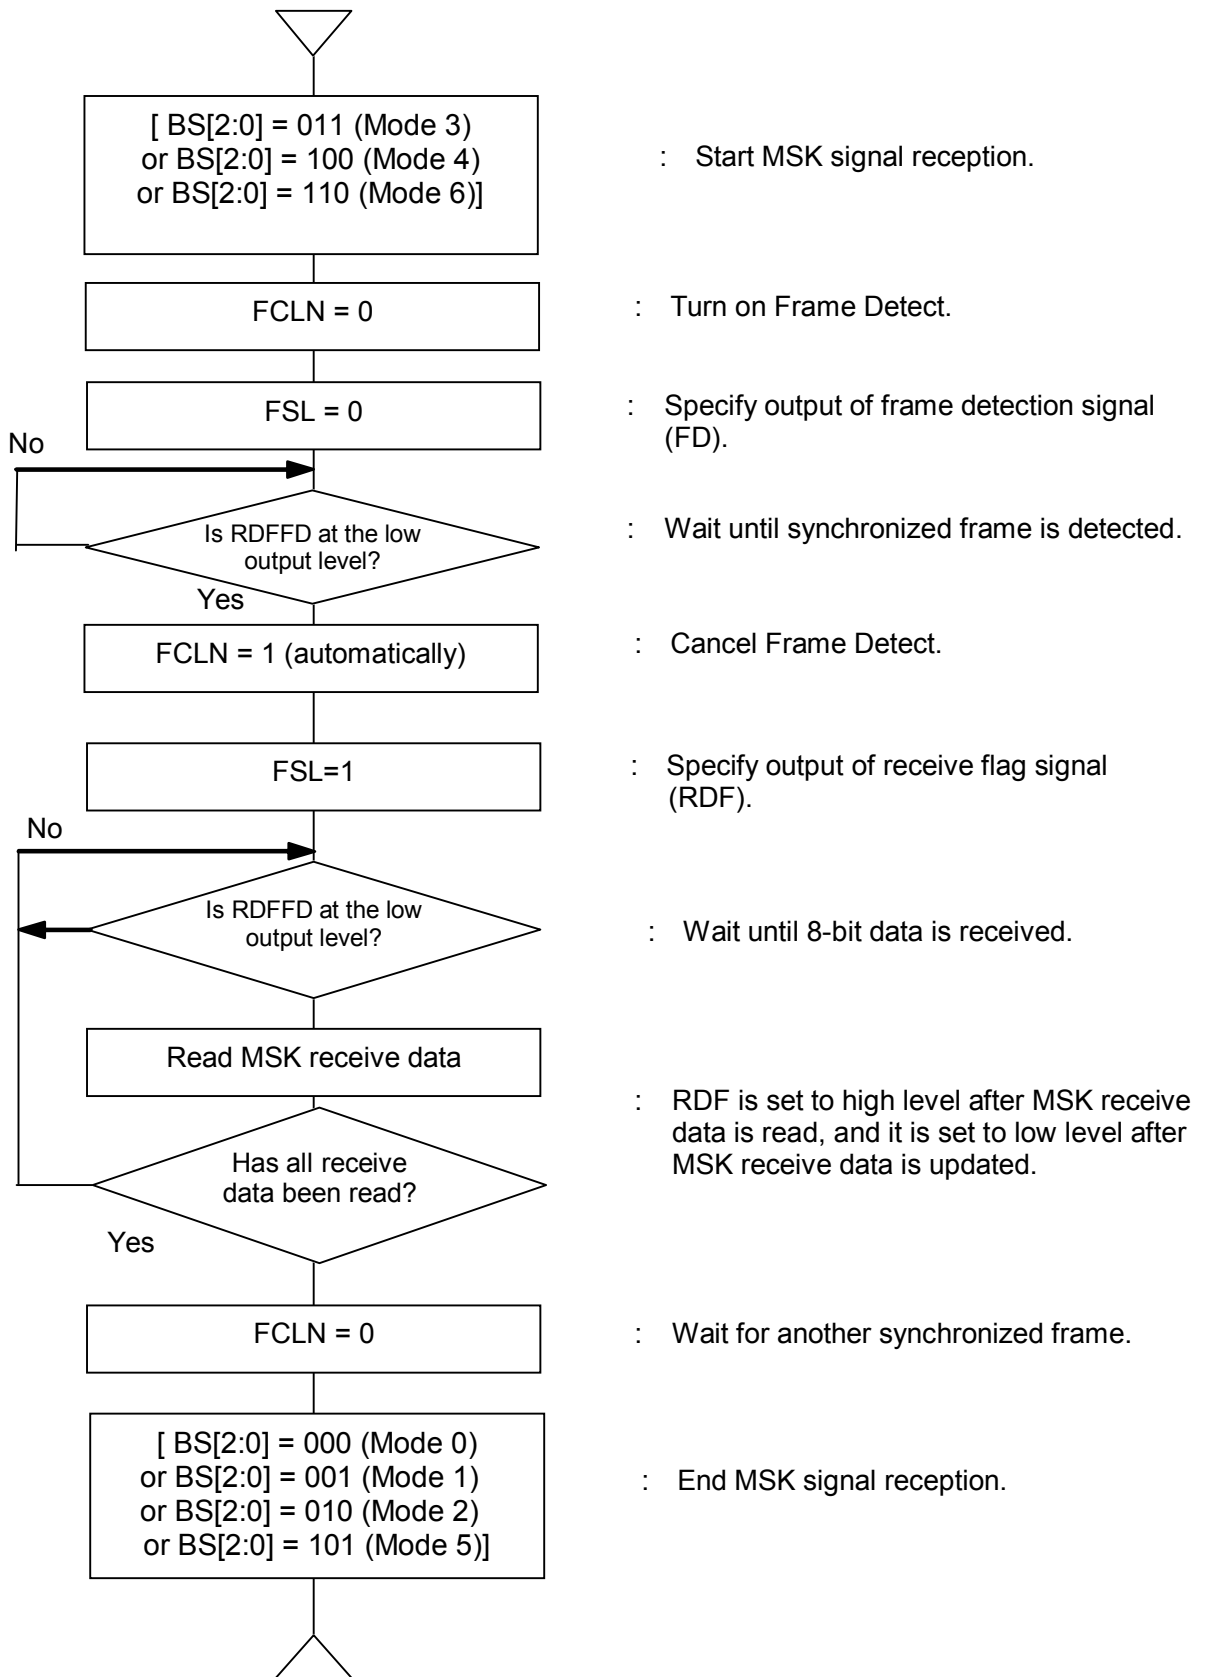 [ BS[2:0] = 011 (Mode 3)
or BS[2:0] = 100 (Mode 4)
or BS[2:0] = 110 (Mode 6)]
: Start MSK signal reception.
FCLN = 0
: Turn on Frame Detect.
FSL = 0
: Specify output of frame detection signal
(FD).
No
Is RDFFD at the low
output level?
: Wait until synchronized frame is detected.
Yes
FCLN = 1 (automatically)
: Cancel Frame Detect.
FSL=1
: Specify output of receive flag signal
(RDF).
No
Is RDFFD at the low
output level?
: Wait until 8-bit data is received.
Read MSK receive data
: RDF is set to high level after MSK receive
data is read, and it is set to low level after
MSK receive data is updated.
Has all receive
data been read?
Yes
FCLN = 0
: Wait for another synchronized frame.
[ BS[2:0] = 000 (Mode 0)
or BS[2:0] = 001 (Mode 1)
or BS[2:0] = 010 (Mode 2)
or BS[2:0] = 101 (Mode 5)]
: End MSK signal reception.